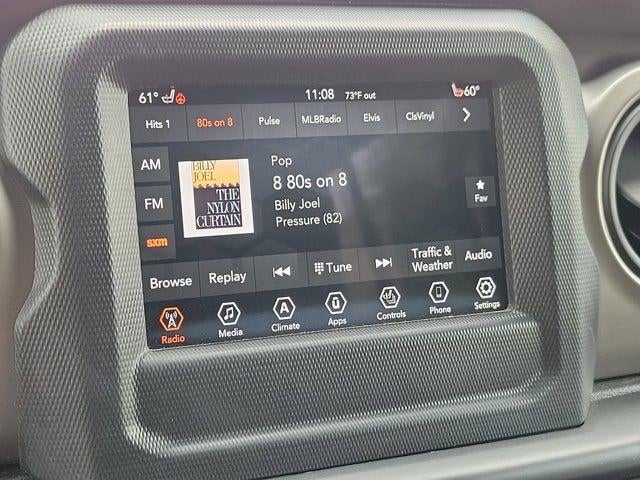 61° 11:08 73°F out 60°
Hits 1 80s on 8 Pulse MLBRadio Elvis ClsVinyl
AM
FM
sxm
BILLY
JOEL
THE
NYLON
CURTAIN
Pop
8 80s on 8
Billy Joel
Pressure (82)
Fav
Browse Replay Tune Traffic & Weather Audio
Radio Media Climate Apps Controls Phone Settings